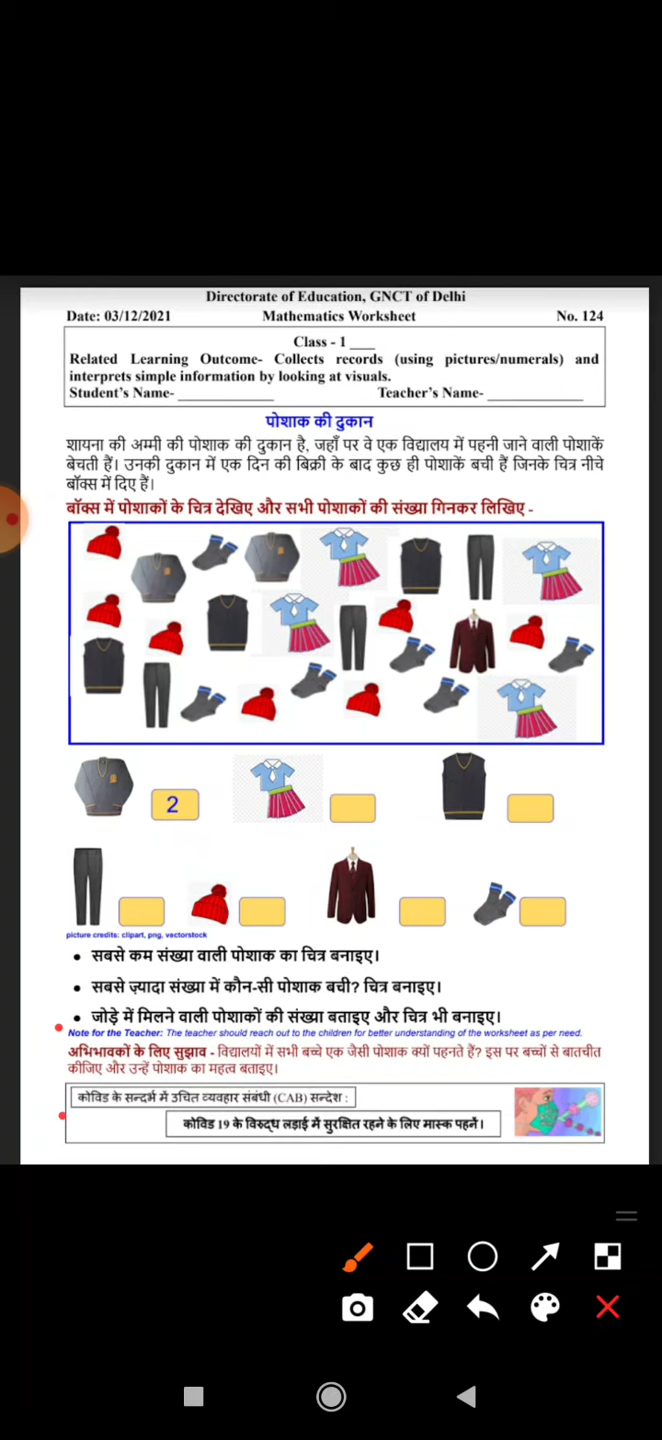 Directorate of Education, GNCT of Delhi
Date: 03/12/2021 Mathematics Worksheet No. 124
Class - 1 ____
Related Learning Outcome- Collects records (using pictures/numerals) and
interprets simple information by looking at visuals.
Student's Name- ______________ Teacher's Name- ______________
पोशाक की दुकान
शायना की अम्मी की पोशाक की दुकान है, जहाँ पर वे एक विद्यालय में पहनी जाने वाली पोशाकें
बेचती हैं। उनकी दुकान में एक दिन की बिक्री के बाद कुछ ही पोशाकें बची हैं जिनके चित्र नीचे
बॉक्स में दिए हैं।
बॉक्स में पोशाकों के चित्र देखिए और सभी पोशाकों की संख्या गिनकर लिखिए -
2
picture credits: clipart, png, vectorstock
• सबसे कम संख्या वाली पोशाक का चित्र बनाइए।
• सबसे ज़्यादा संख्या में कौन-सी पोशाक बची? चित्र बनाइए।
• जोड़े में मिलने वाली पोशाकों की संख्या बताइए और चित्र भी बनाइए।
Note for the Teacher: The teacher should reach out to the children for better understanding of the worksheet as per need.
अभिभावकों के लिए सुझाव - विद्यालयों में सभी बच्चे एक जैसी पोशाक क्यों पहनते हैं? इस पर बच्चों से बातचीत
कीजिए और उन्हें पोशाक का महत्व बताइए।
कोविड के सन्दर्भ में उचित व्यवहार संबंधी (CAB) सन्देश :
कोविड 19 के विरुद्ध लड़ाई में सुरक्षित रहने के लिए मास्क पहनें।